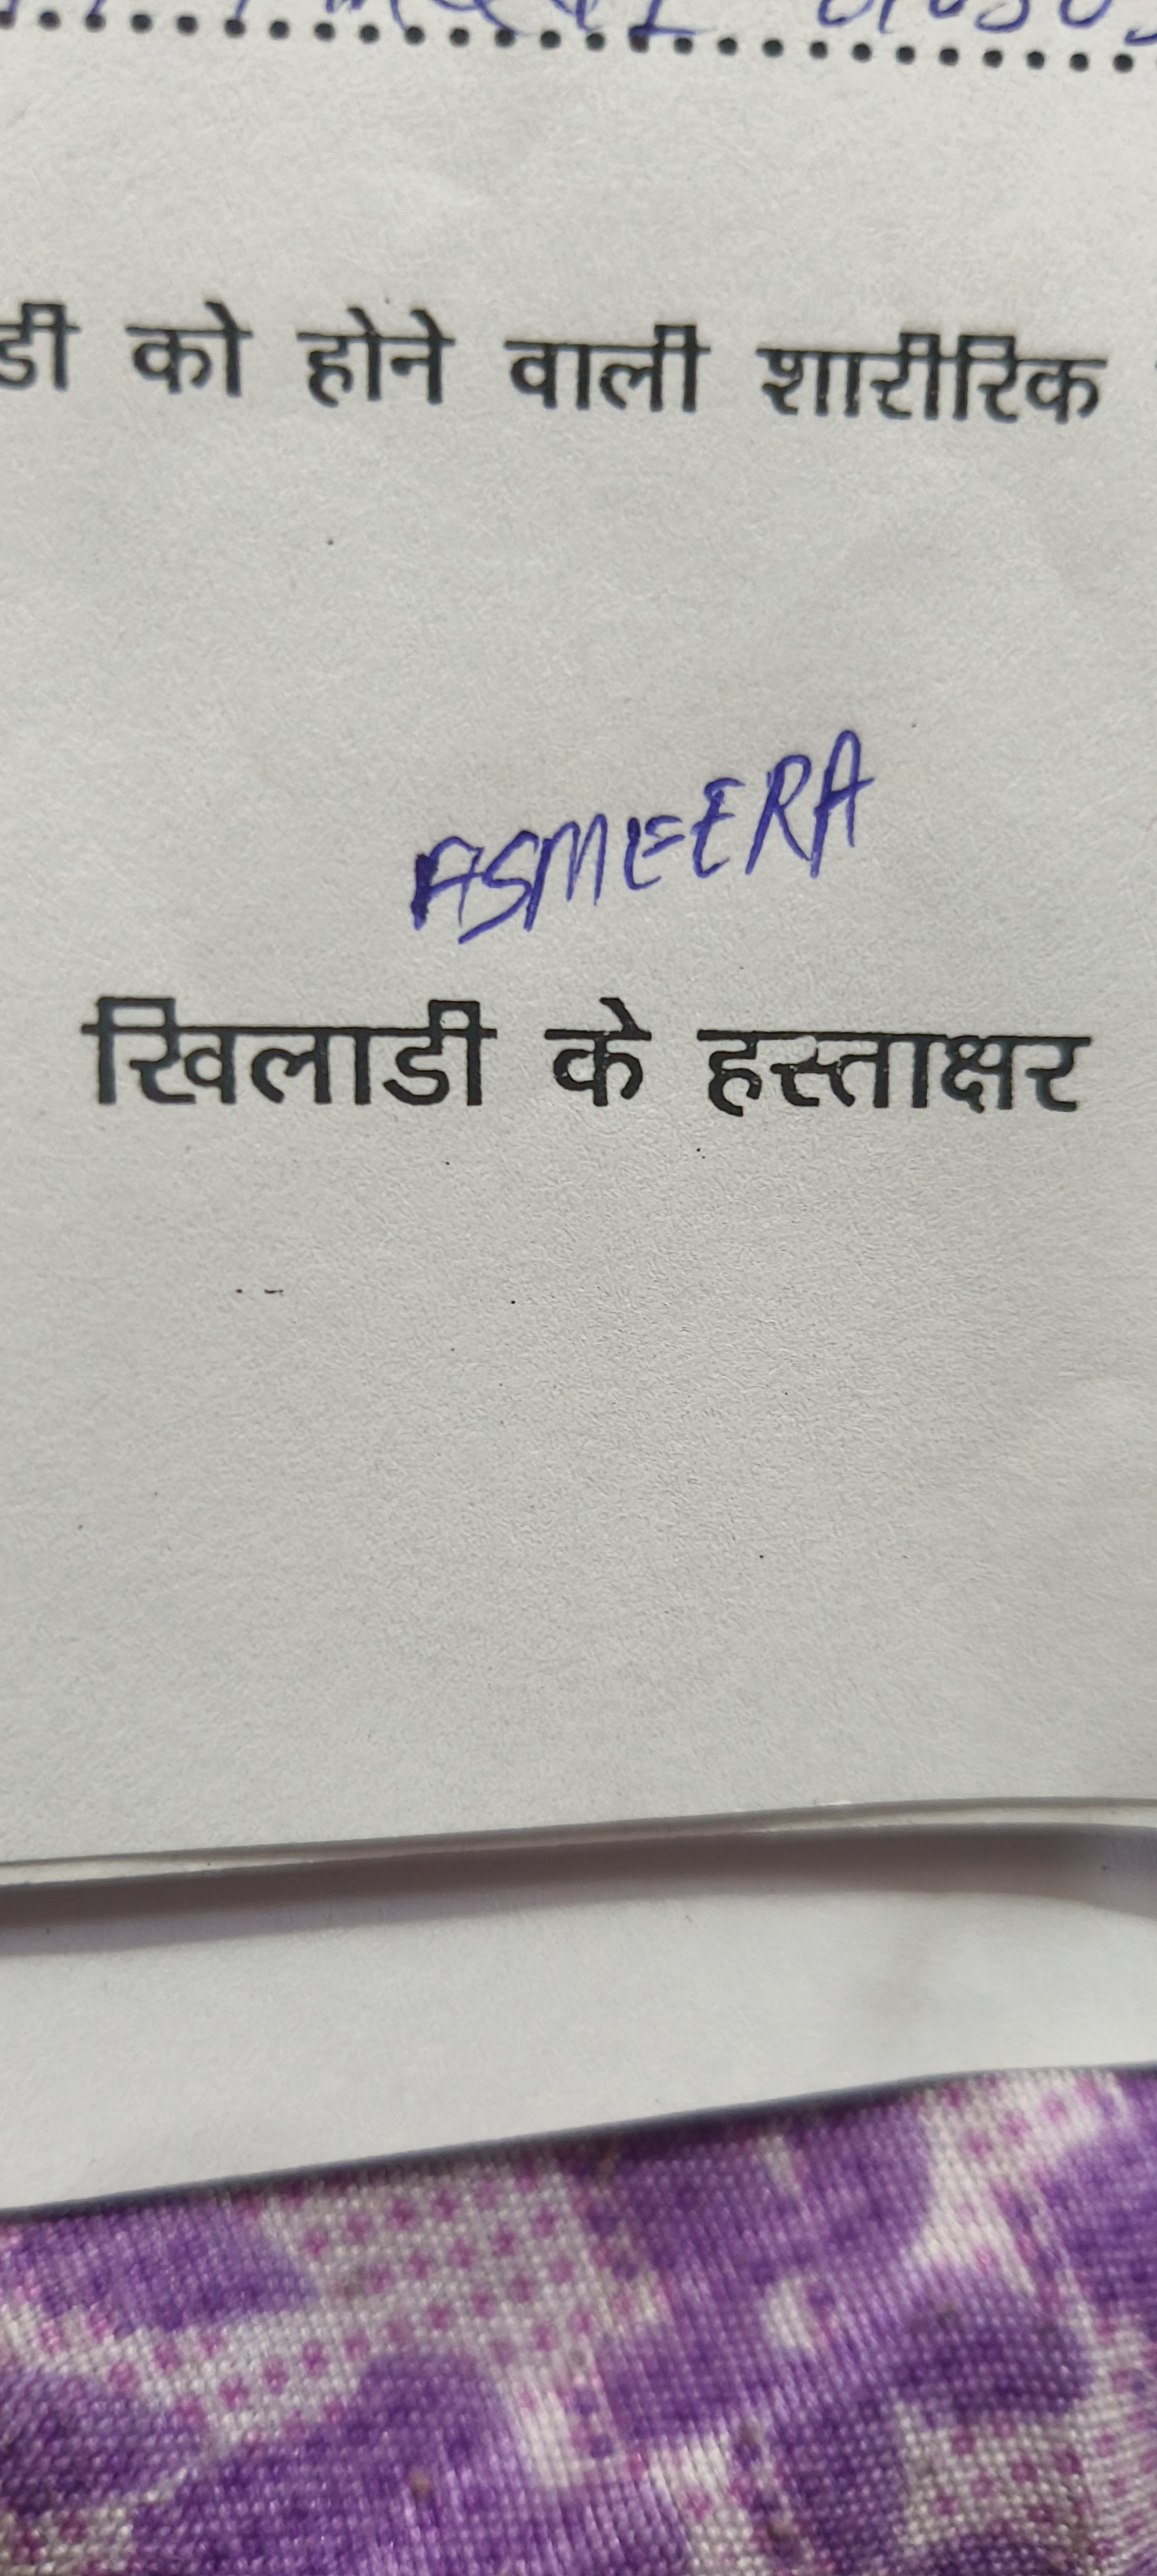 को होने वाली शारीरिक
ASMEERA
खिलाडी के हस्ताक्षर